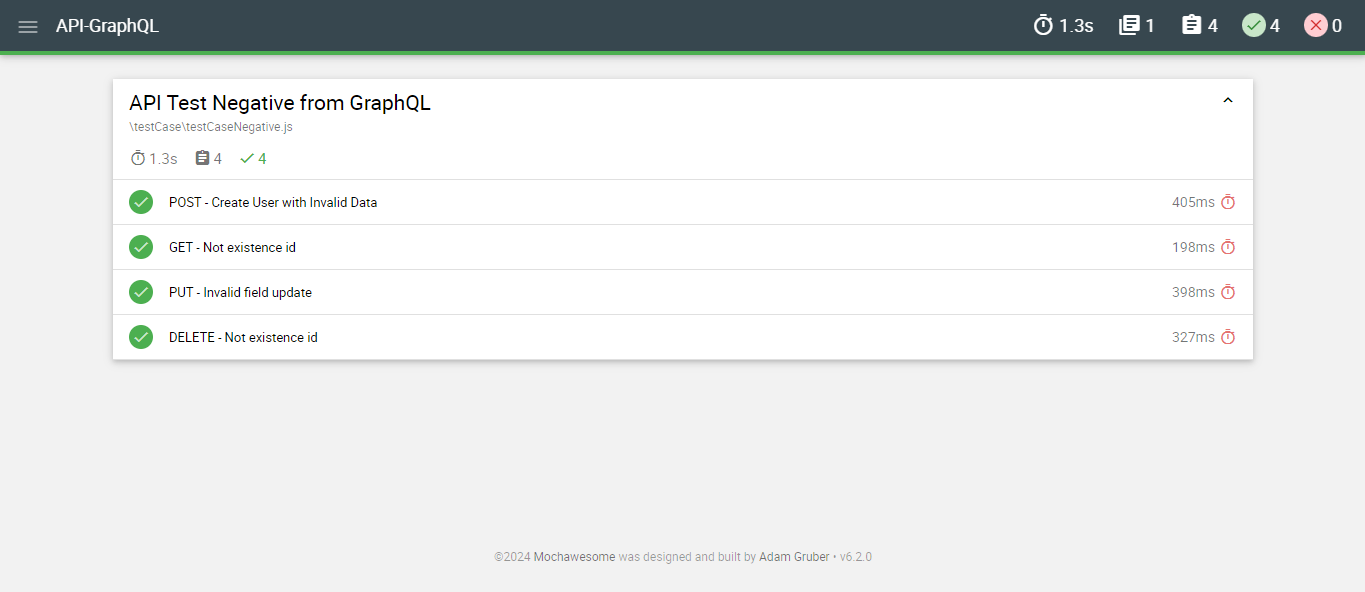 API-GraphQL 1.3s 1 4 4 0
API Test Negative from GraphQL
\testCase\testCaseNegative.js
1.3s 4 4
POST - Create User with Invalid Data 405ms
GET - Not existence id 198ms
PUT - Invalid field update 398ms
DELETE - Not existence id 327ms
©2024 Mochawesome was designed and built by Adam Gruber • v6.2.0